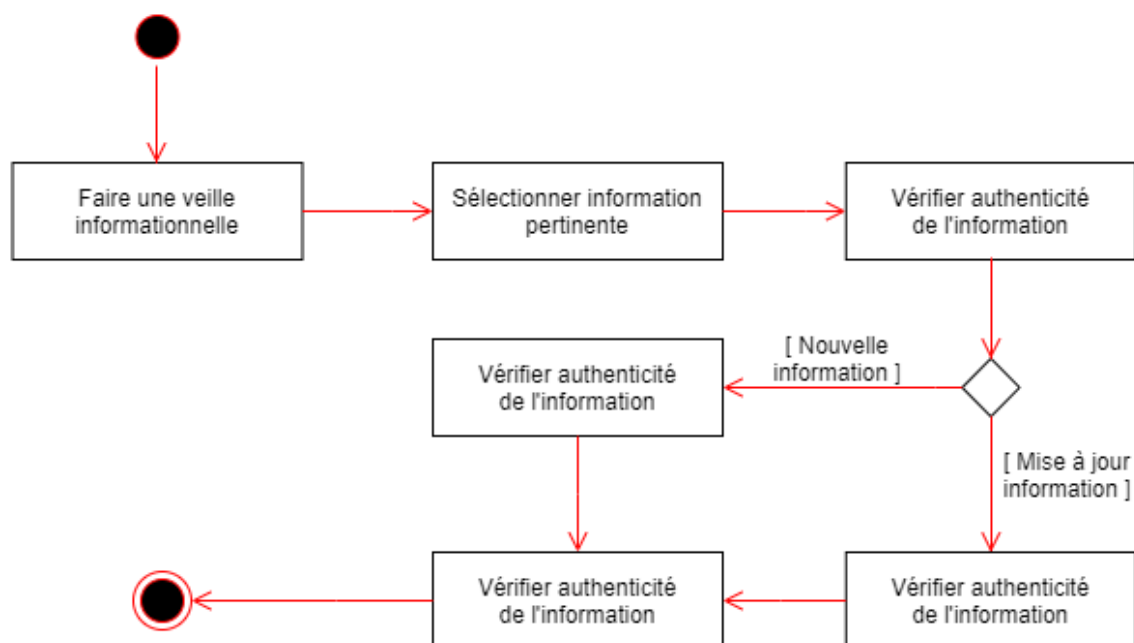 Faire une veille
informationnelle
Sélectionner information
pertinente
Vérifier authenticité
de l'information
[ Nouvelle
information ]
Vérifier authenticité
de l'information
[ Mise à jour
information ]
Vérifier authenticité
de l'information
Vérifier authenticité
de l'information